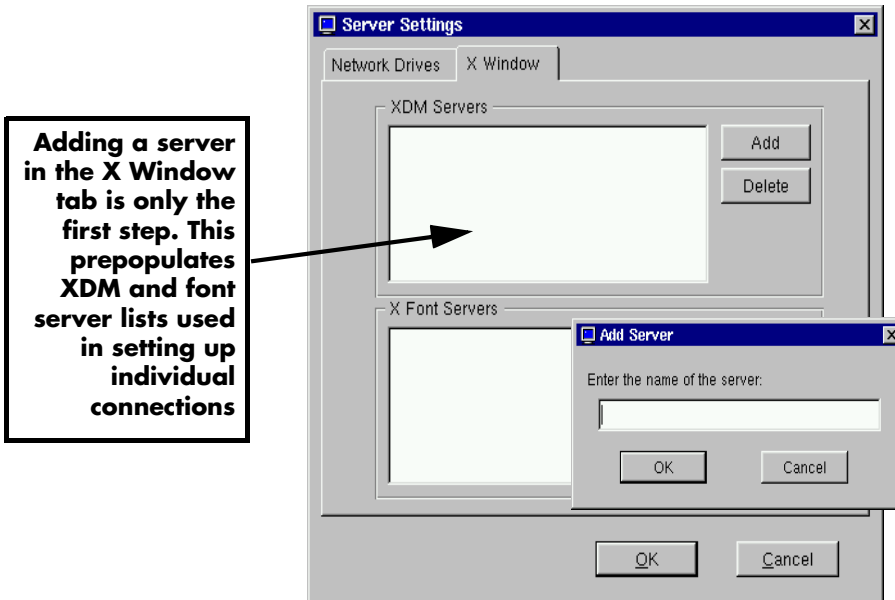 Server Settings
Network Drives
X Window
XDM Servers
Add
Delete
Adding a server
in the X Window
tab is only the
first step. This
prepopulates
XDM and font
server lists used
in setting up
individual
connections
X Font Servers
Add Server
Enter the name of the server:
OK
Cancel
OK
Cancel